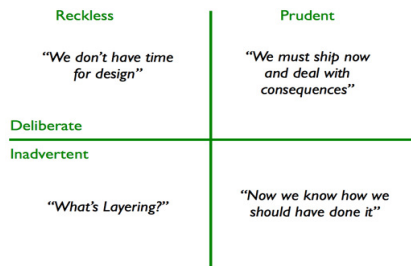 Reckless
Prudent
"We don't have time
for design"
"We must ship now
and deal with
consequences"
Deliberate
Inadvertent
"What's Layering?"
"Now we know how we
should have done it"